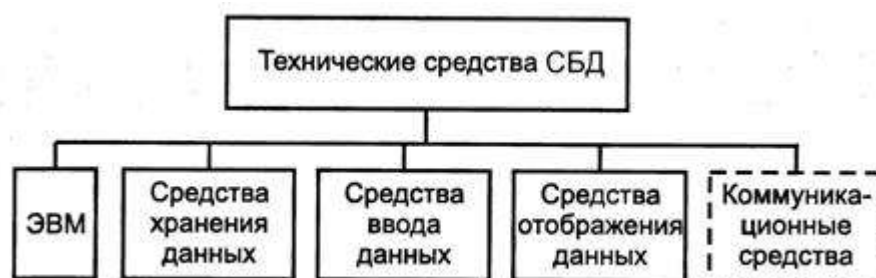 Технические средства СБД
ЭВМ
Средства
хранения
данных
Средства
ввода
данных
Средства
отображения
данных
Коммуника-
ционные
средства